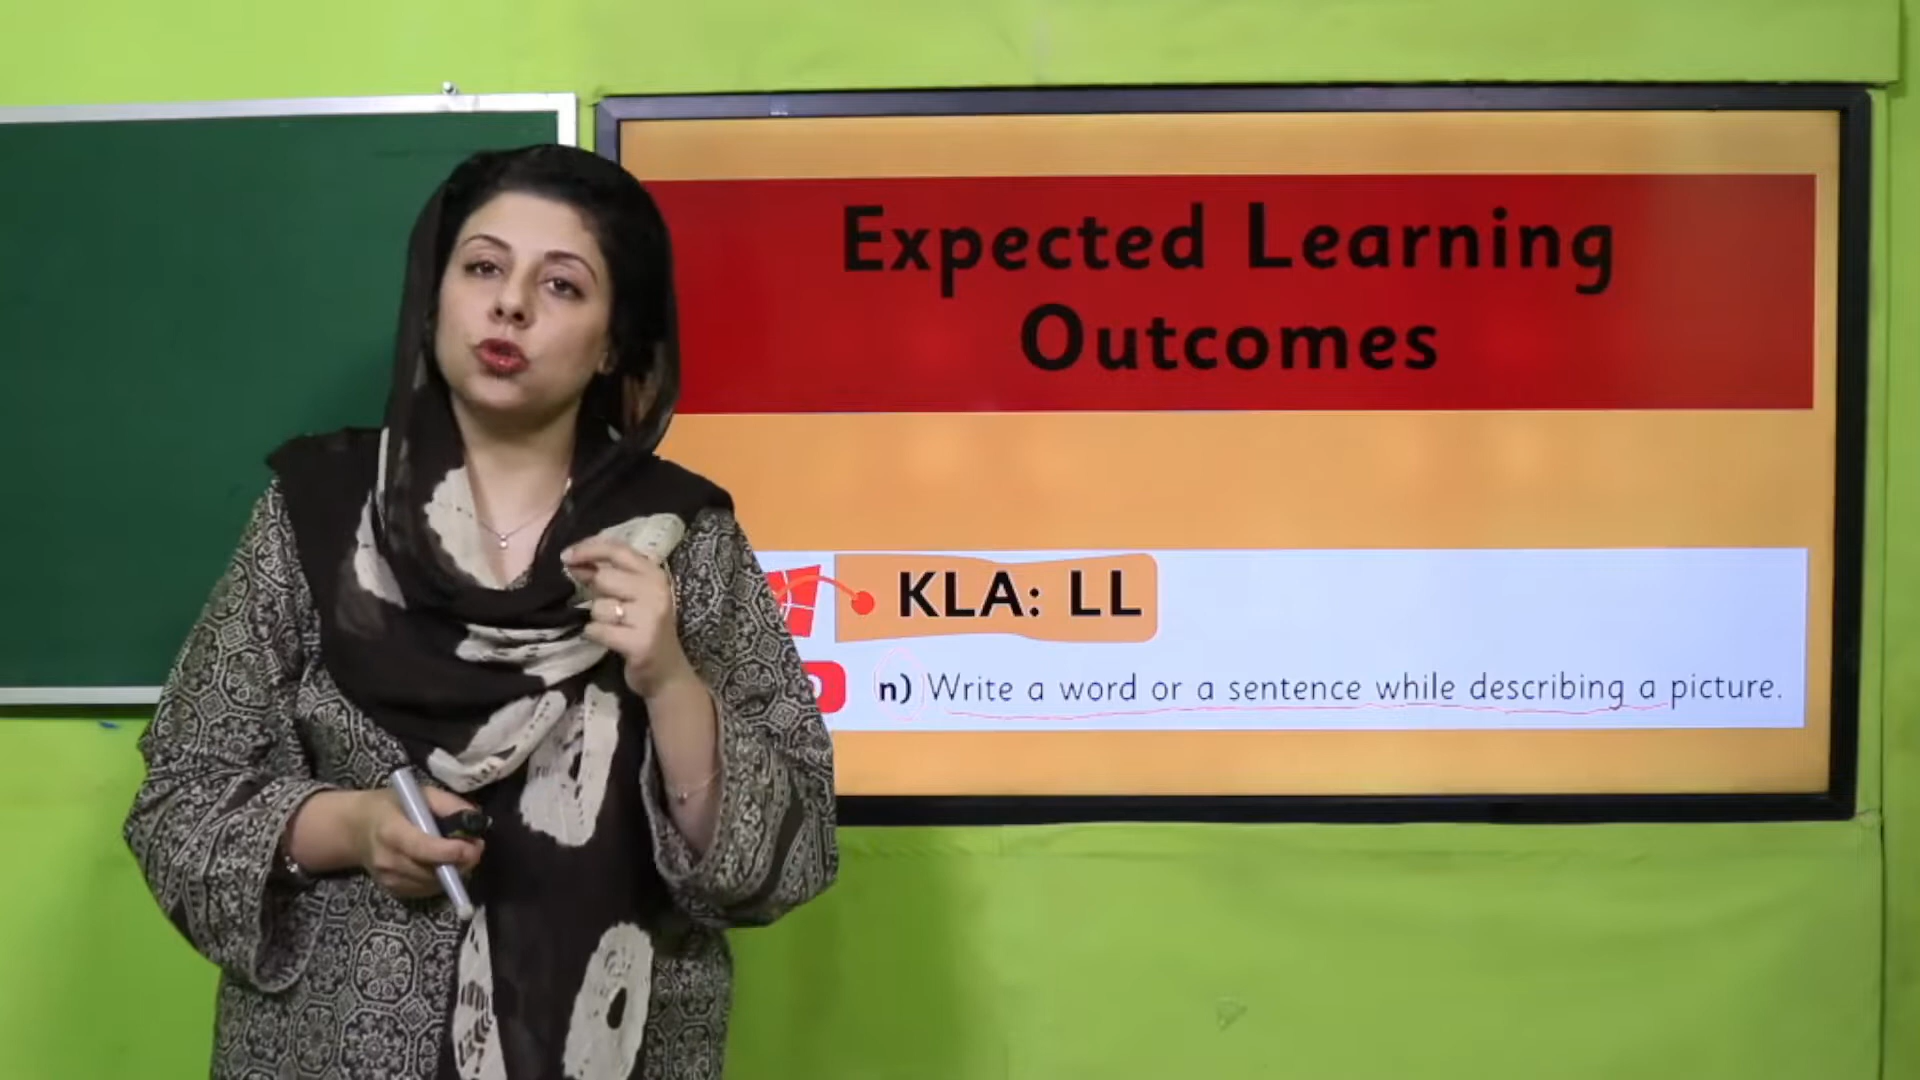 Expected Learning
Outcomes
KLA: LL
n) Write a word or a sentence while describing a picture.